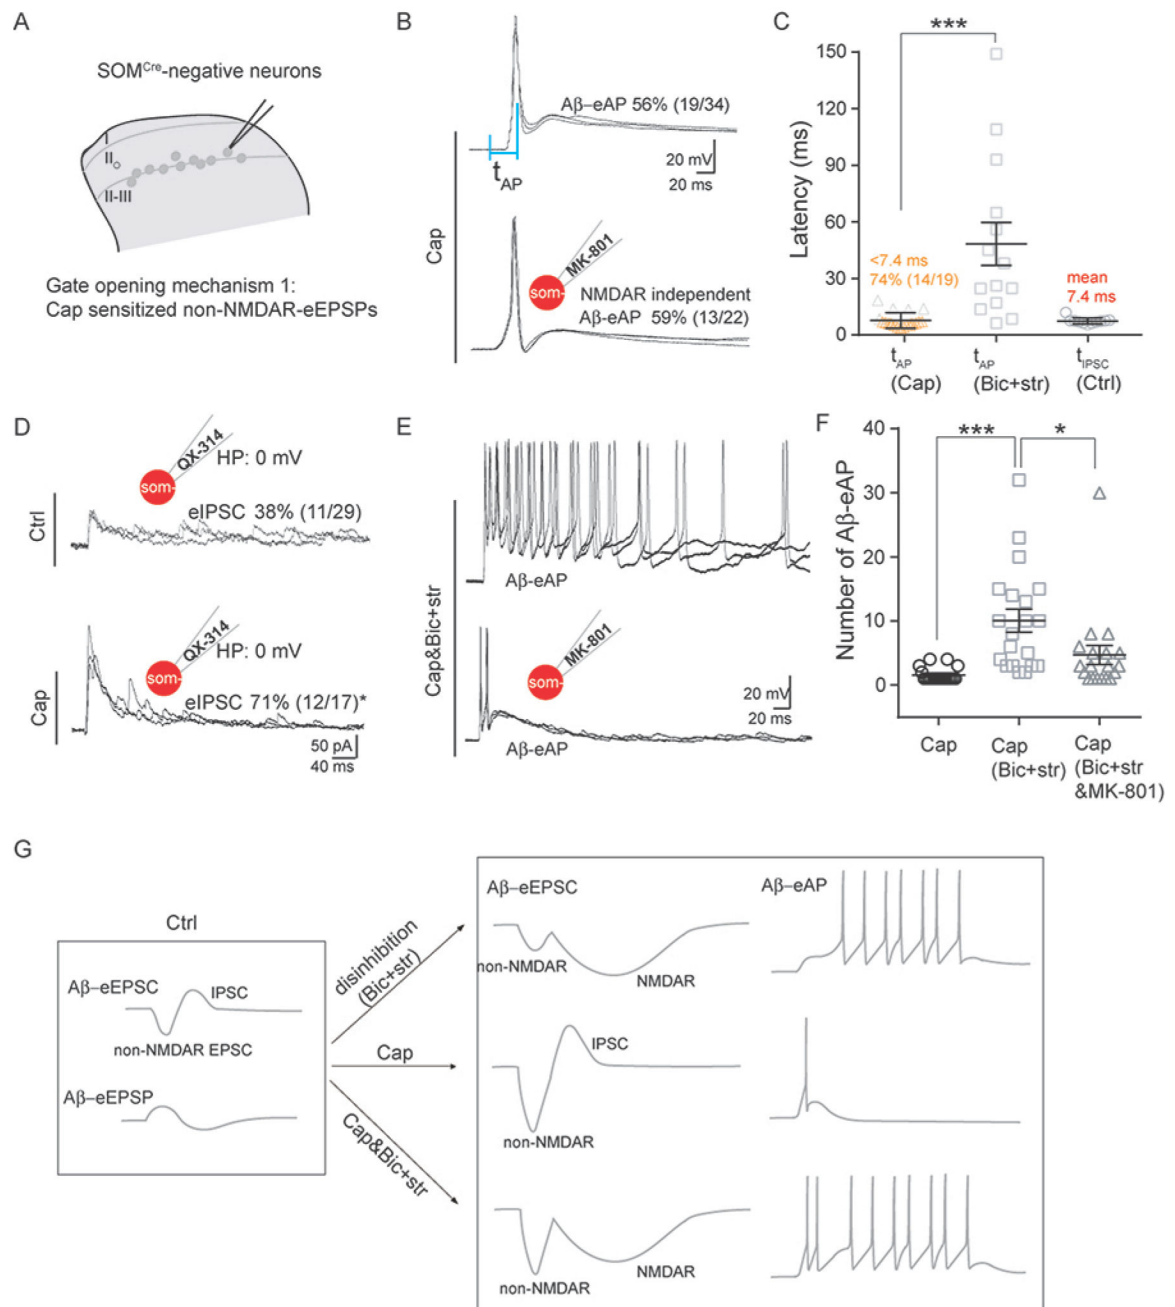 A
SOMCre-negative neurons
I
IIo
II-III
Gate opening mechanism 1:
Cap sensitized non-NMDAR-eEPSPs
B
Cap
Aβ–eAP 56% (19/34)
tAP
20 mV
20 ms
MK-801
som-
NMDAR independent
Aβ-eAP 59% (13/22)
C
***
Latency (ms)
150
120
90
60
30
0
<7.4 ms
74% (14/19)
mean
7.4 ms
tAP
(Cap)
tAP
(Bic+str)
tIPSC
(Ctrl)
D
Ctrl
QX-314
som-
HP: 0 mV
eIPSC 38% (11/29)
Cap
QX-314
som-
HP: 0 mV
eIPSC 71% (12/17)*
50 pA
40 ms
E
Cap&Bic+str
Aβ-eAP
MK-801
som-
20 mV
20 ms
Aβ-eAP
F
***
*
Number of Aβ-eAP
40
30
20
10
0
Cap
Cap
(Bic+str)
Cap
(Bic+str
&MK-801)
G
Ctrl
Aβ–eEPSC
IPSC
non-NMDAR EPSC
Aβ–eEPSP
disinhibition
(Bic+str)
Cap
Cap&Bic+str
Aβ–eEPSC
Aβ–eAP
non-NMDAR
NMDAR
IPSC
non-NMDAR
non-NMDAR
NMDAR